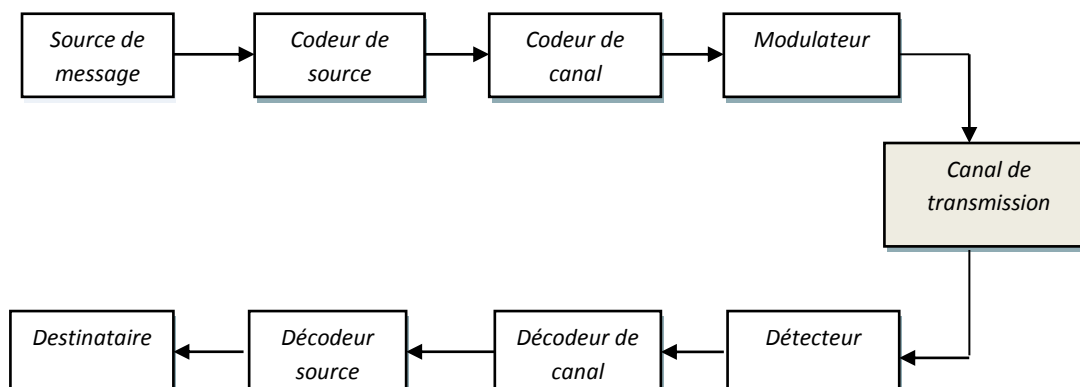 Source de
message
Codeur de
source
Codeur de
canal
Modulateur
Canal de
transmission
Destinataire
Décodeur
source
Décodeur de
canal
Détecteur